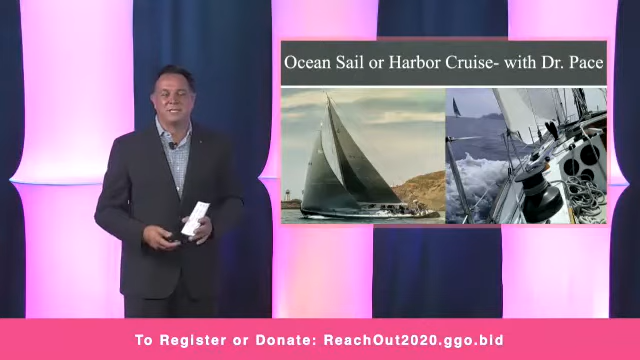 Ocean Sail or Harbor Cruise- with Dr. Pace
To Register or Donate: ReachOut2020.ggo.bid